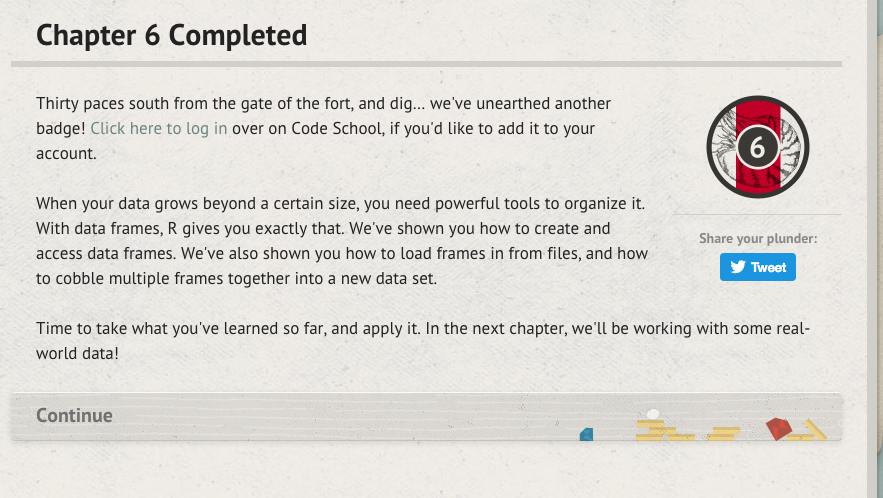 Chapter 6 Completed
Thirty paces south from the gate of the fort, and dig... we've unearthed another
badge! Click here to log in over on Code School, if you'd like to add it to your
account.
6
When your data grows beyond a certain size, you need powerful tools to organize it.
With data frames, R gives you exactly that. We've shown you how to create and
access data frames. We've also shown you how to load frames in from files, and how
to cobble multiple frames together into a new data set.
Share your plunder:
Tweet
Time to take what you've learned so far, and apply it. In the next chapter, we'll be working with some real-
world data!
Continue